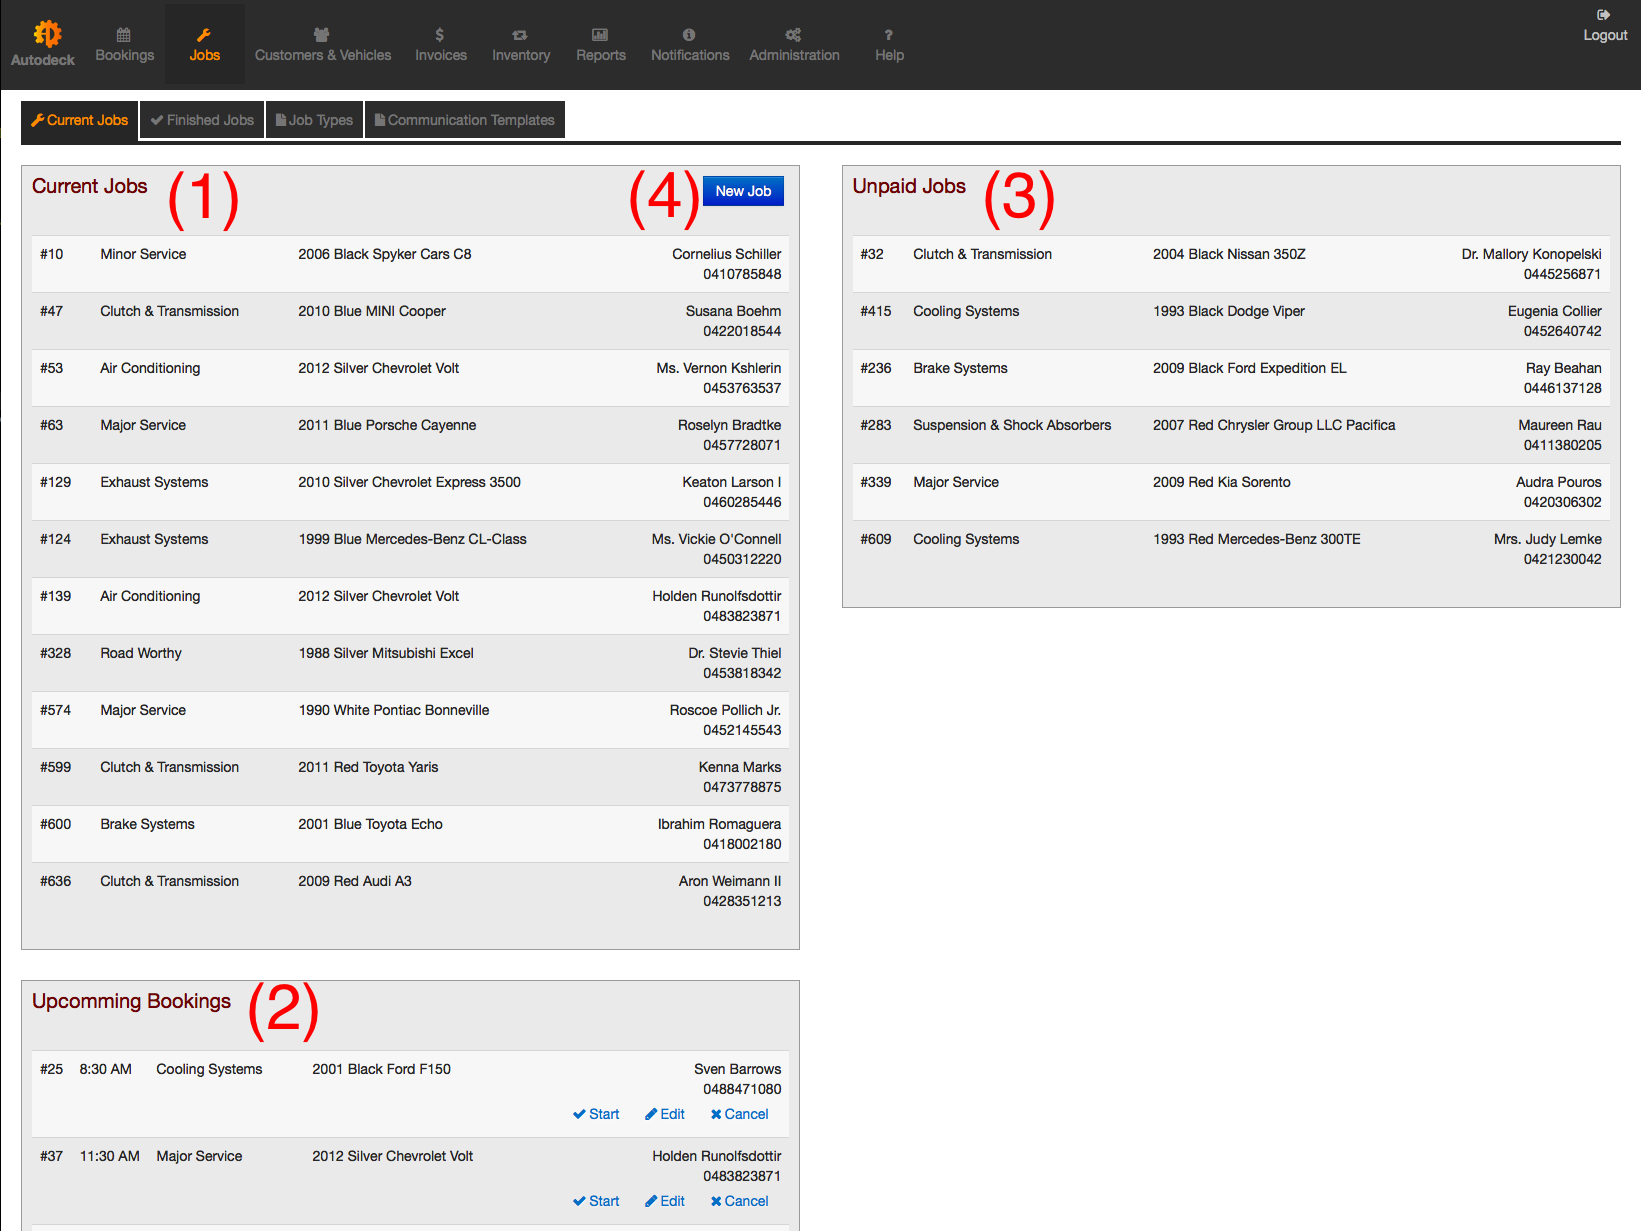 Logout
Autodeck
Bookings
Jobs
Customers & Vehicles
$
Invoices
Inventory
Reports
Notifications
Administration
?
Help
Current Jobs
Finished Jobs
Job Types
Communication Templates
Current Jobs (1) (4) New Job
#10 Minor Service 2006 Black Spyker Cars C8 Cornelius Schiller
0410785848
#47 Clutch & Transmission 2010 Blue MINI Cooper Susana Boehm
0422018544
#53 Air Conditioning 2012 Silver Chevrolet Volt Ms. Vernon Kshlerin
0453763537
#63 Major Service 2011 Blue Porsche Cayenne Roselyn Bradtke
0457728071
#129 Exhaust Systems 2010 Silver Chevrolet Express 3500 Keaton Larson I
0460285446
#124 Exhaust Systems 1999 Blue Mercedes-Benz CL-Class Ms. Vickie O'Connell
0450312220
#139 Air Conditioning 2012 Silver Chevrolet Volt Holden Runolfsdottir
0483823871
#328 Road Worthy 1988 Silver Mitsubishi Excel Dr. Stevie Thiel
0453818342
#574 Major Service 1990 White Pontiac Bonneville Roscoe Pollich Jr.
0452145543
#599 Clutch & Transmission 2011 Red Toyota Yaris Kenna Marks
0473778875
#600 Brake Systems 2001 Blue Toyota Echo Ibrahim Romaguera
0418002180
#636 Clutch & Transmission 2009 Red Audi A3 Aron Weimann II
0428351213
Unpaid Jobs (3)
#32 Clutch & Transmission 2004 Black Nissan 350Z Dr. Mallory Konopelski
0445256871
#415 Cooling Systems 1993 Black Dodge Viper Eugenia Collier
0452640742
#236 Brake Systems 2009 Black Ford Expedition EL Ray Beahan
0446137128
#283 Suspension & Shock Absorbers 2007 Red Chrysler Group LLC Pacifica Maureen Rau
0411380205
#339 Major Service 2009 Red Kia Sorento Audra Pouros
0420306302
#609 Cooling Systems 1993 Red Mercedes-Benz 300TE Mrs. Judy Lemke
0421230042
Upcomming Bookings (2)
#25 8:30 AM Cooling Systems 2001 Black Ford F150 Sven Barrows
0488471080
Start Edit Cancel
#37 11:30 AM Major Service 2012 Silver Chevrolet Volt Holden Runolfsdottir
0483823871
Start Edit Cancel